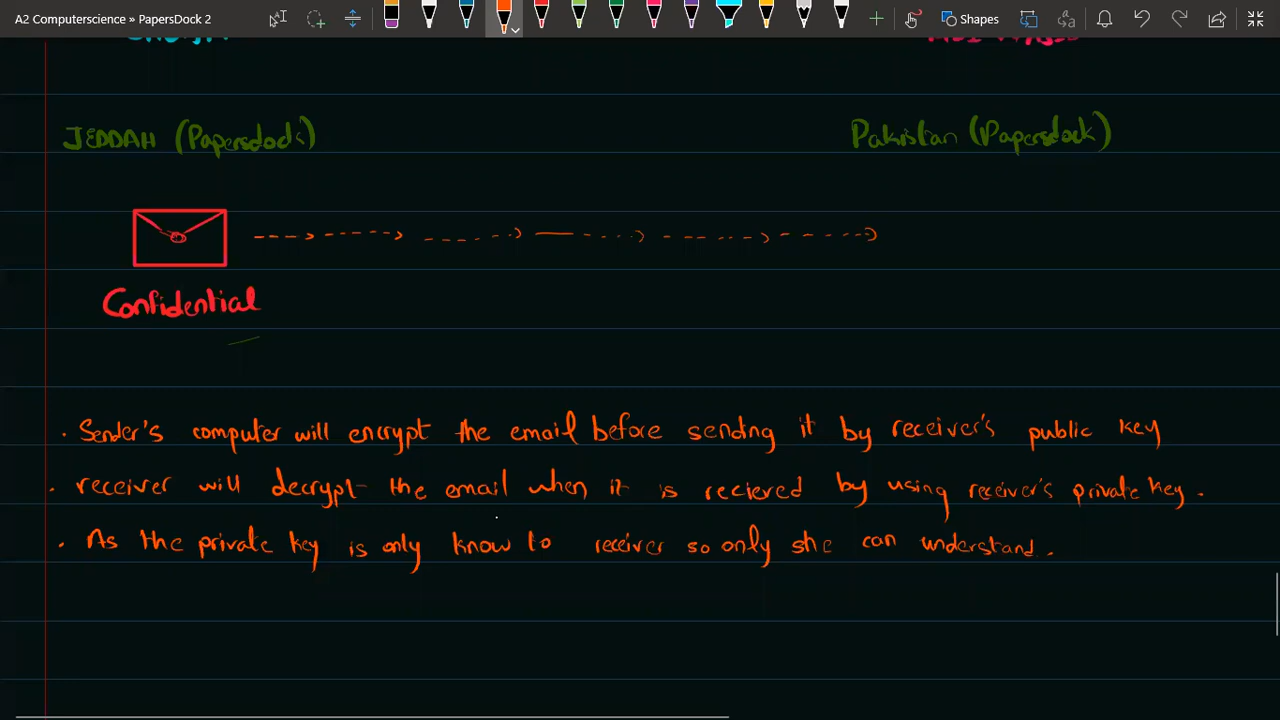 A2 Computerscience » PapersDock 2
Shapes
JEDDAH (Papersdock)
Pakistan (Papersdock)
Confidential
. Sender's computer will encrypt the email before sending it by receiver's public key
. receiver will decrypt the email when it is recieved by using receiver's private key .
. As the private key is only know to receiver so only she can understand .